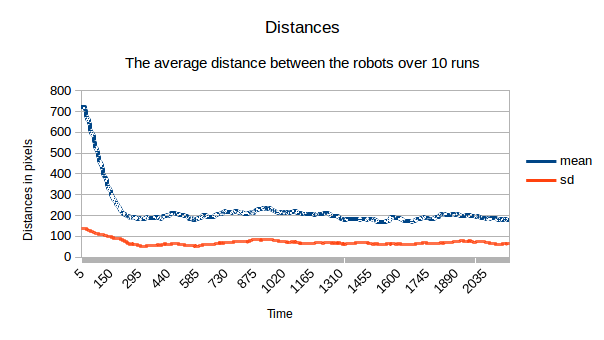 Distances
The average distance between the robots over 10 runs
800
700
600
500
400
300
200
100
0
Distances in pixels
mean
sd
5 150 295 440 585 730 875 1020 1165 1310 1455 1600 1745 1890 2035
Time